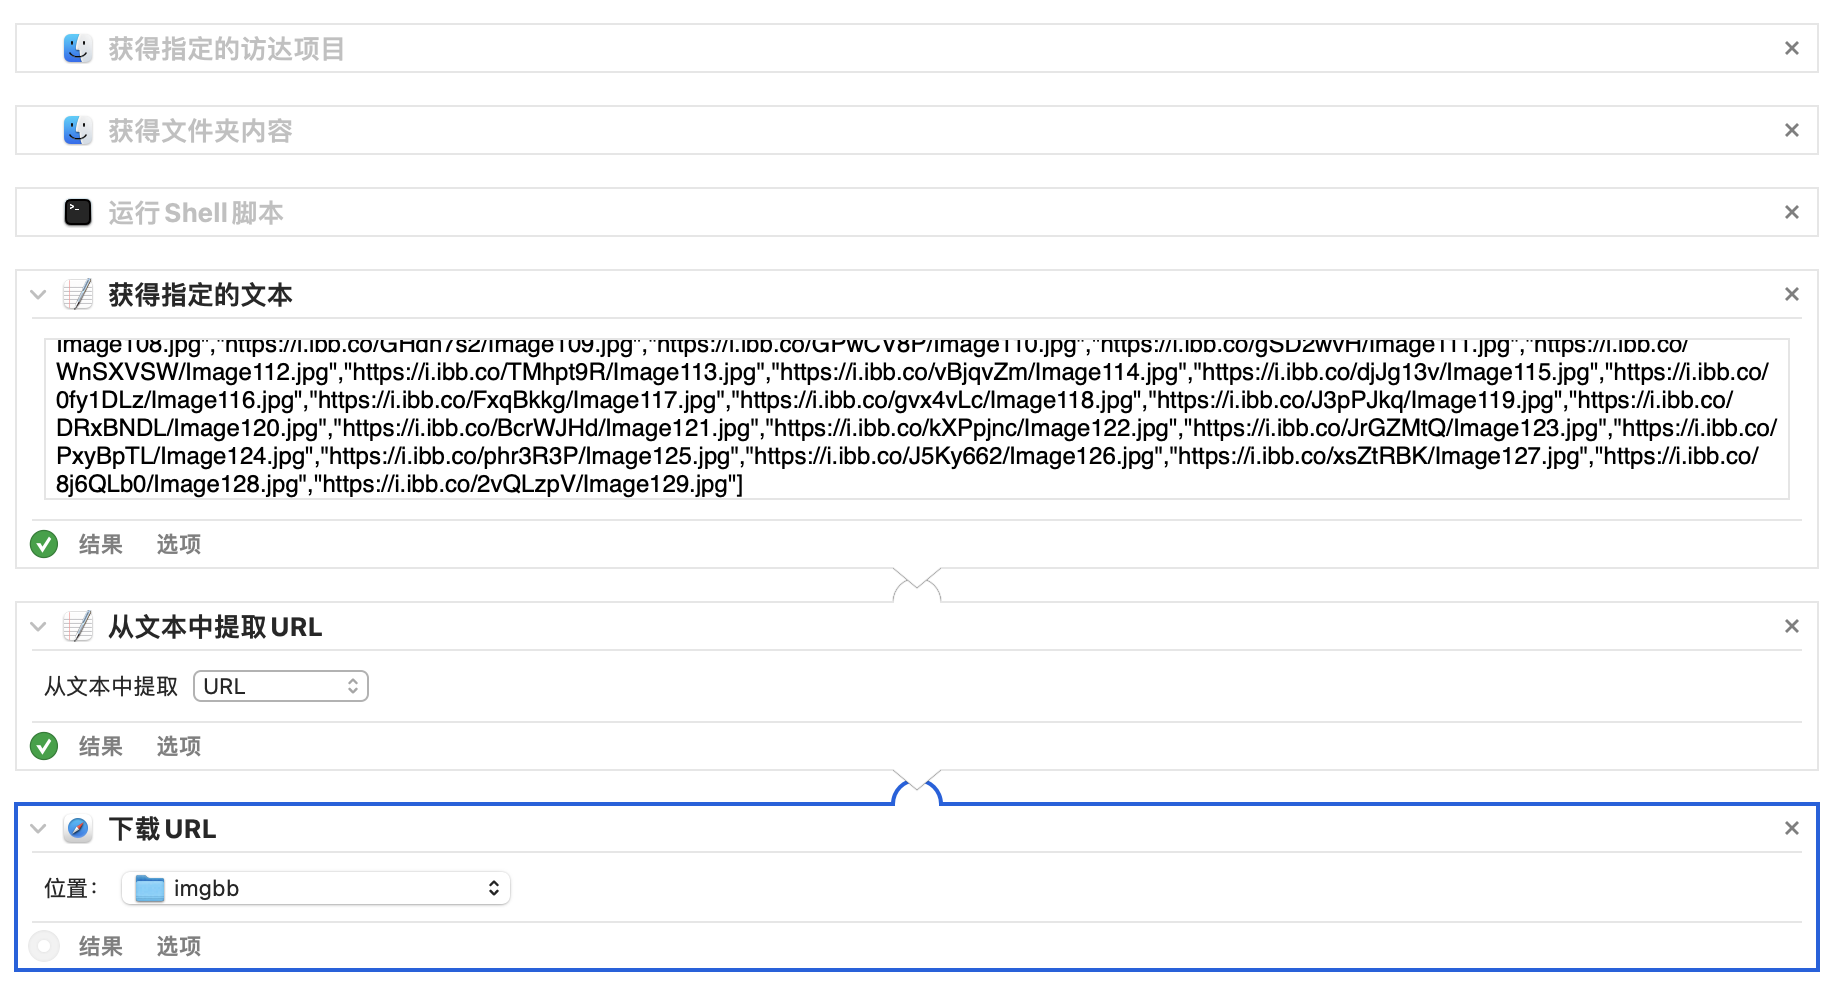 获得指定的访达项目
获得文件夹内容
运行 Shell 脚本
获得指定的文本
Image108.jpg","https://i.ibb.co/GHdh7s2/Image109.jpg","https://i.ibb.co/GPwCV8P/Image110.jpg","https://i.ibb.co/gSD2wvH/Image111.jpg","https://i.ibb.co/
WnSXVSW/Image112.jpg","https://i.ibb.co/TMhpt9R/Image113.jpg","https://i.ibb.co/vBjqvZm/Image114.jpg","https://i.ibb.co/djJg13v/Image115.jpg","https://i.ibb.co/
0fy1DLz/Image116.jpg","https://i.ibb.co/FxqBkkg/Image117.jpg","https://i.ibb.co/gvx4vLc/Image118.jpg","https://i.ibb.co/J3pPJkq/Image119.jpg","https://i.ibb.co/
DRxBNDL/Image120.jpg","https://i.ibb.co/BcrWJHd/Image121.jpg","https://i.ibb.co/kXPpjnc/Image122.jpg","https://i.ibb.co/JrGZMtQ/Image123.jpg","https://i.ibb.co/
PxyBpTL/Image124.jpg","https://i.ibb.co/phr3R3P/Image125.jpg","https://i.ibb.co/J5Ky662/Image126.jpg","https://i.ibb.co/xsZtRBK/Image127.jpg","https://i.ibb.co/
8j6QLb0/Image128.jpg","https://i.ibb.co/2vQLzpV/Image129.jpg"]
结果 选项
从文本中提取 URL
从文本中提取 URL
结果 选项
下载 URL
位置： imgbb
结果 选项